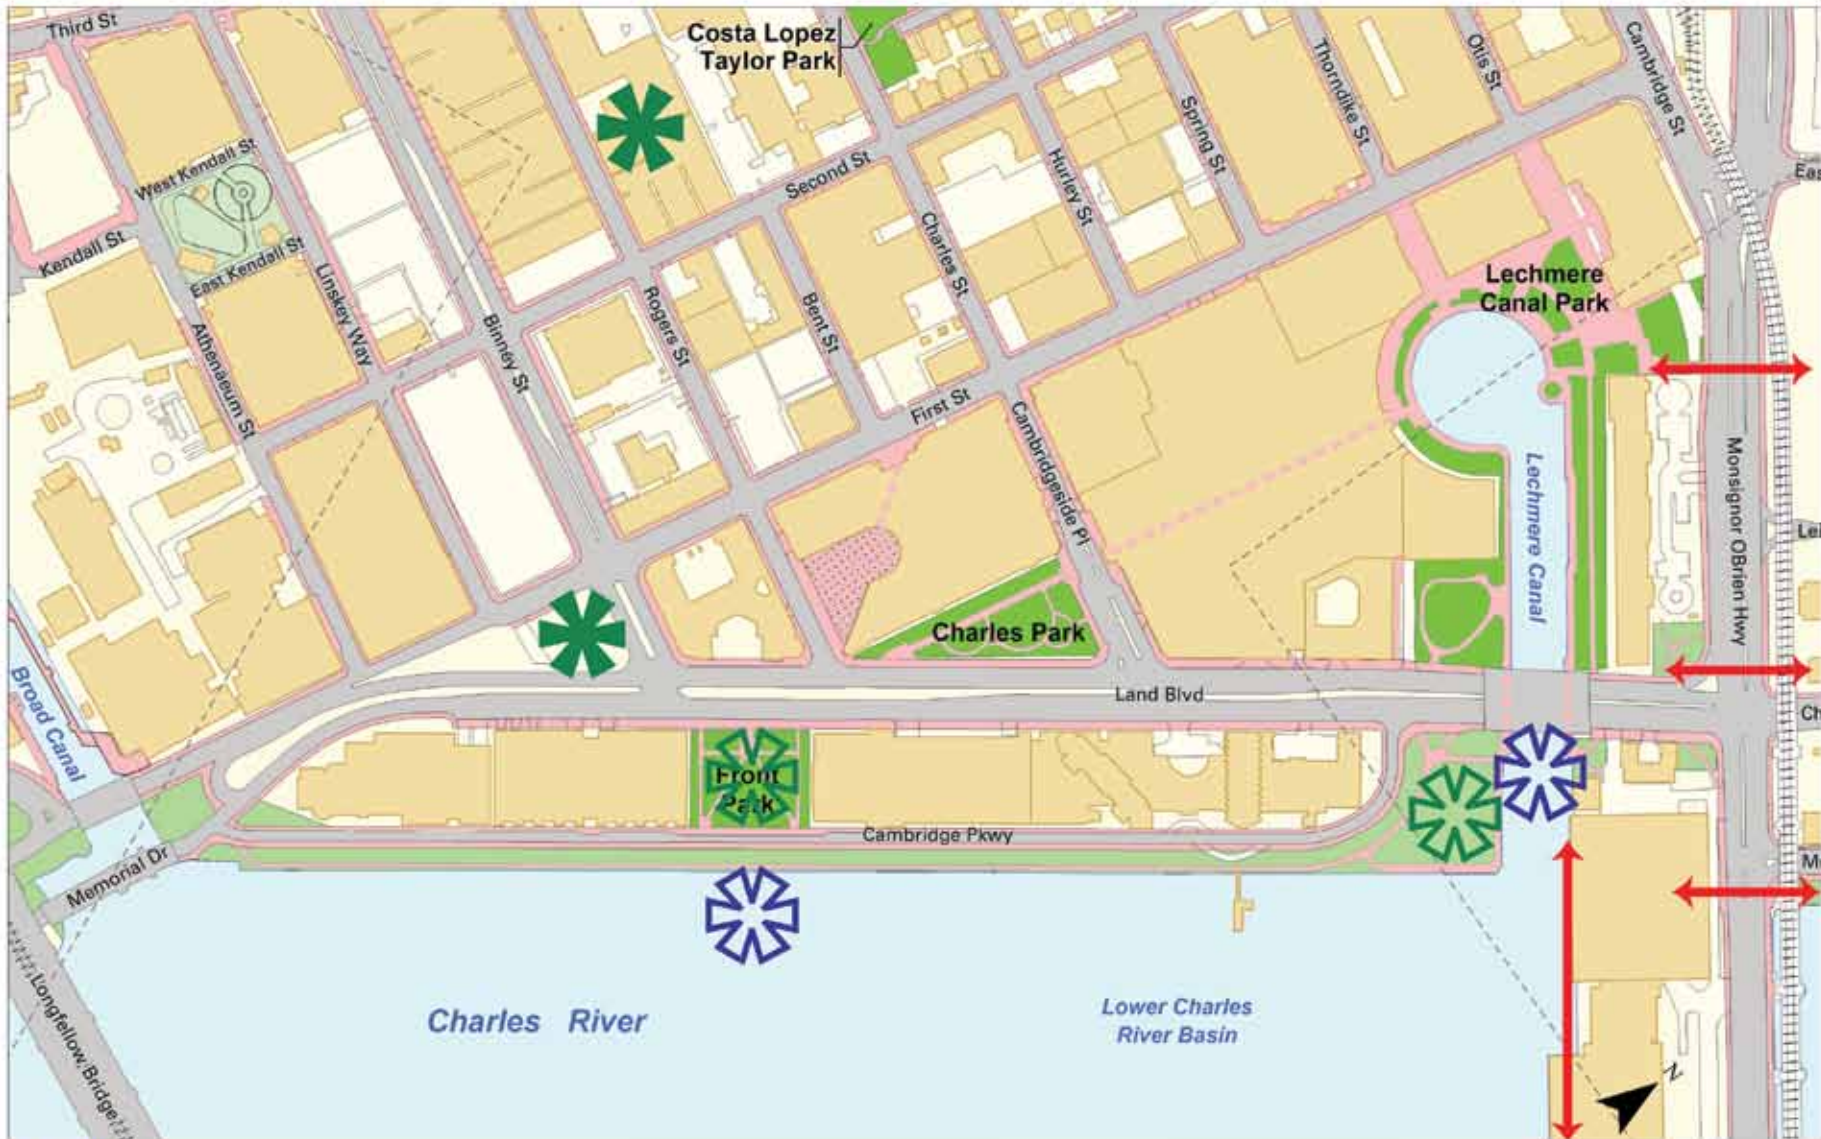 Third St
Costa Lopez
Taylor Park
Thorndike St
Otis St
Cambridge St
West Kendall St
Second St
Spring St
Hurley St
Eas
Kendall St
East Kendall St
Linskey Way
Charles St
Lechmere
Canal Park
Athenaeum St
Binney St
Rogers St
Bent St
First St
Cambridgeside Pl
Lechmere Canal
Monsignor OBrien Hwy
Lei
Charles Park
Broad Canal
Land Blvd
Ch
Front
Park
Cambridge Pkwy
Memorial Dr
Longfellow Bridge
Charles River
Lower Charles
River Basin
N